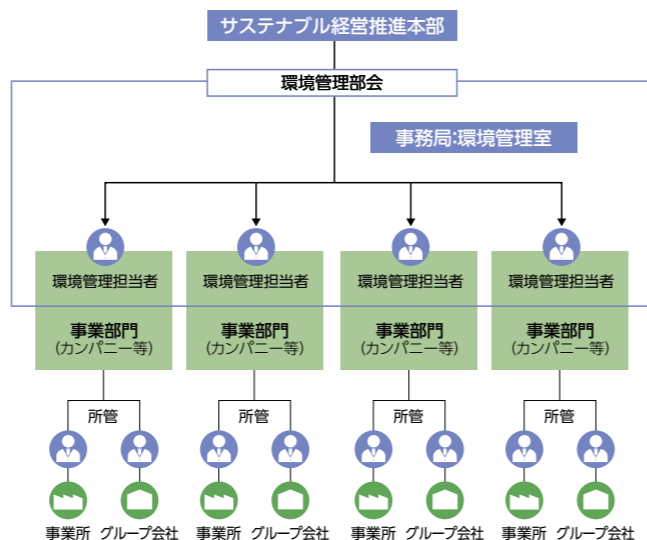 サステナブル経営推進本部
環境管理部会
事務局:環境管理室
環境管理担当者 環境管理担当者 環境管理担当者 環境管理担当者
事業部門 事業部門 事業部門 事業部門
(カンパニー等) (カンパニー等) (カンパニー等) (カンパニー等)
所管 所管 所管 所管
事業所 グループ会社 事業所 グループ会社 事業所 グループ会社 事業所 グループ会社